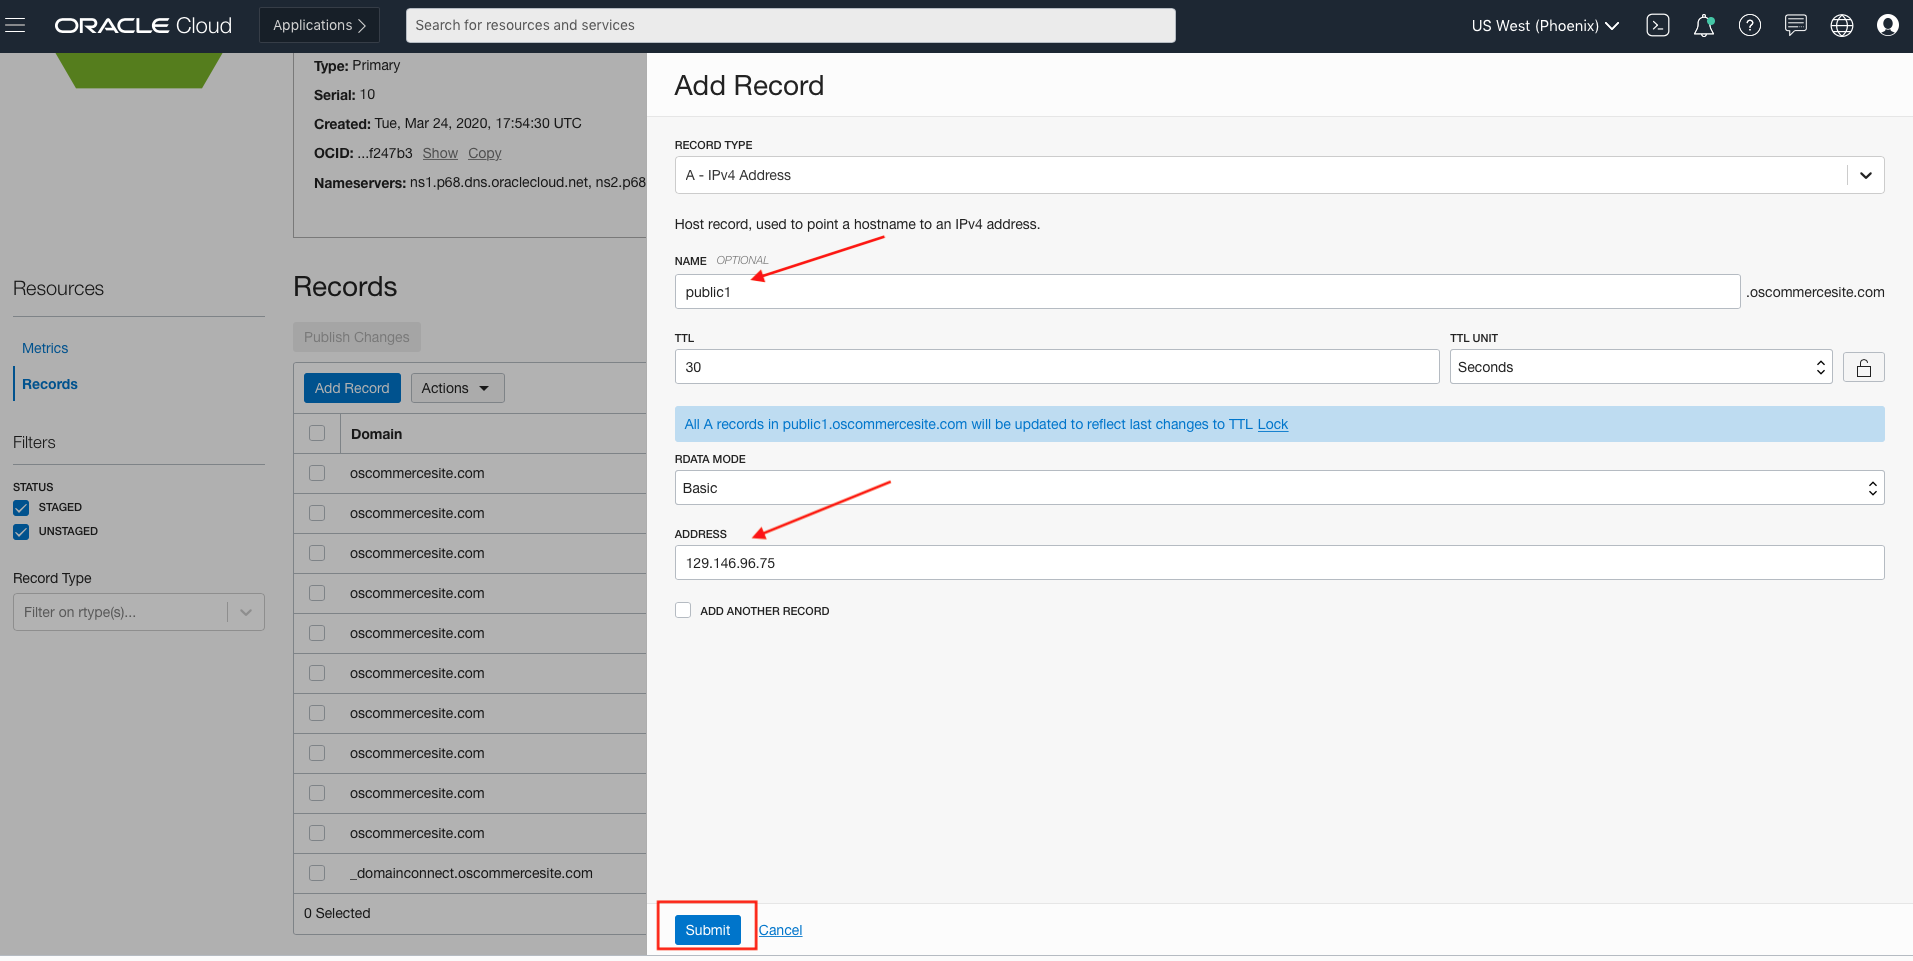 ORACLE Cloud
Applications
Search for resources and services
US West (Phoenix)
Type: Primary
Serial: 10
Created: Tue, Mar 24, 2020, 17:54:30 UTC
OCID: ...f247b3 Show Copy
Nameservers: ns1.p68.dns.oraclecloud.net, ns2.p68
Resources
Metrics
Records
Filters
STATUS
STAGED
UNSTAGED
Record Type
Filter on rtype(s)...
Records
Publish Changes
Add Record
Actions
Domain
oscommercesite.com
oscommercesite.com
oscommercesite.com
oscommercesite.com
oscommercesite.com
oscommercesite.com
oscommercesite.com
oscommercesite.com
oscommercesite.com
oscommercesite.com
_domainconnect.oscommercesite.com
0 Selected
Add Record
RECORD TYPE
A - IPv4 Address
Host record, used to point a hostname to an IPv4 address.
NAME OPTIONAL
public1
.oscommercesite.com
TTL
30
TTL UNIT
Seconds
All A records in public1.oscommercesite.com will be updated to reflect last changes to TTL Lock
RDATA MODE
Basic
ADDRESS
129.146.96.75
ADD ANOTHER RECORD
Submit
Cancel